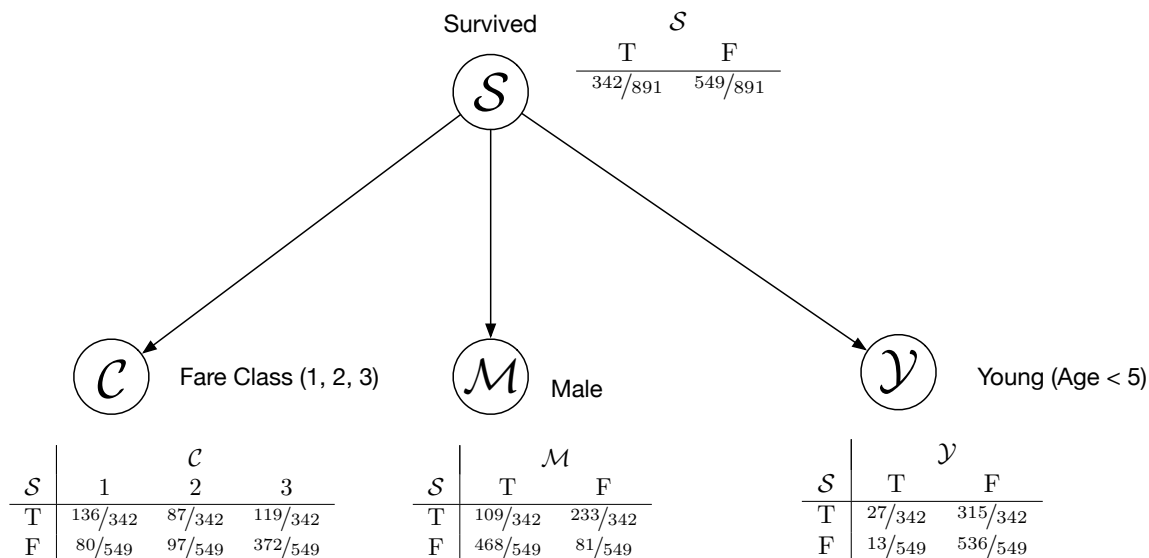 Survived
𝒮
T F
342/891 549/891
𝒮
𝒞 Fare Class (1, 2, 3)
ℳ Male
𝒴 Young (Age < 5)
𝒞
𝒮 1 2 3
T 136/342 87/342 119/342
F 80/549 97/549 372/549
ℳ
𝒮 T F
T 109/342 233/342
F 468/549 81/549
𝒴
𝒮 T F
T 27/342 315/342
F 13/549 536/549